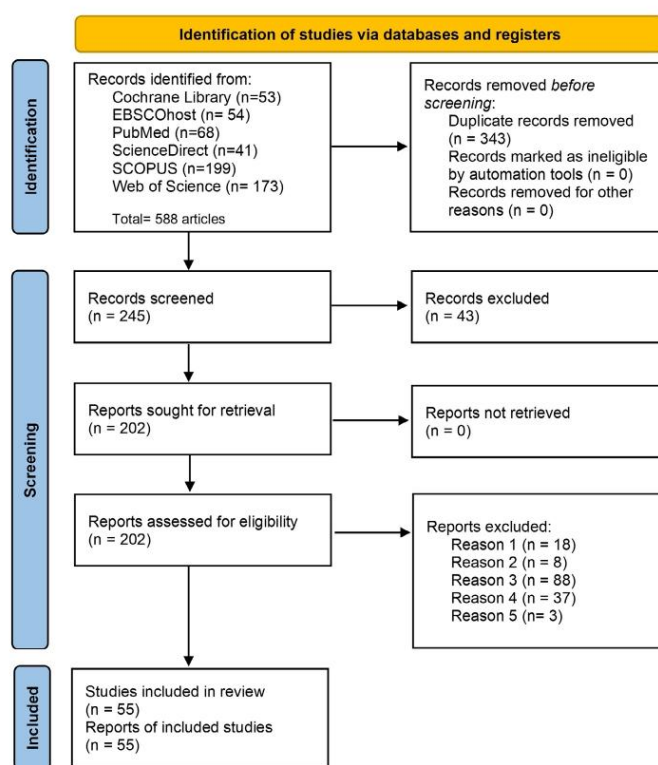 Identification of studies via databases and registers
Identification
Records identified from:
Cochrane Library (n=53)
EBSCOhost (n= 54)
PubMed (n=68)
ScienceDirect (n=41)
SCOPUS (n=199)
Web of Science (n= 173)
Total= 588 articles
Records removed before
screening:
Duplicate records removed
(n = 343)
Records marked as ineligible
by automation tools (n = 0)
Records removed for other
reasons (n = 0)
Screening
Records screened
(n = 245)
Records excluded
(n = 43)
Reports sought for retrieval
(n = 202)
Reports not retrieved
(n = 0)
Reports assessed for eligibility
(n = 202)
Reports excluded:
Reason 1 (n = 18)
Reason 2 (n = 8)
Reason 3 (n = 88)
Reason 4 (n = 37)
Reason 5 (n= 3)
Included
Studies included in review
(n = 55)
Reports of included studies
(n = 55)